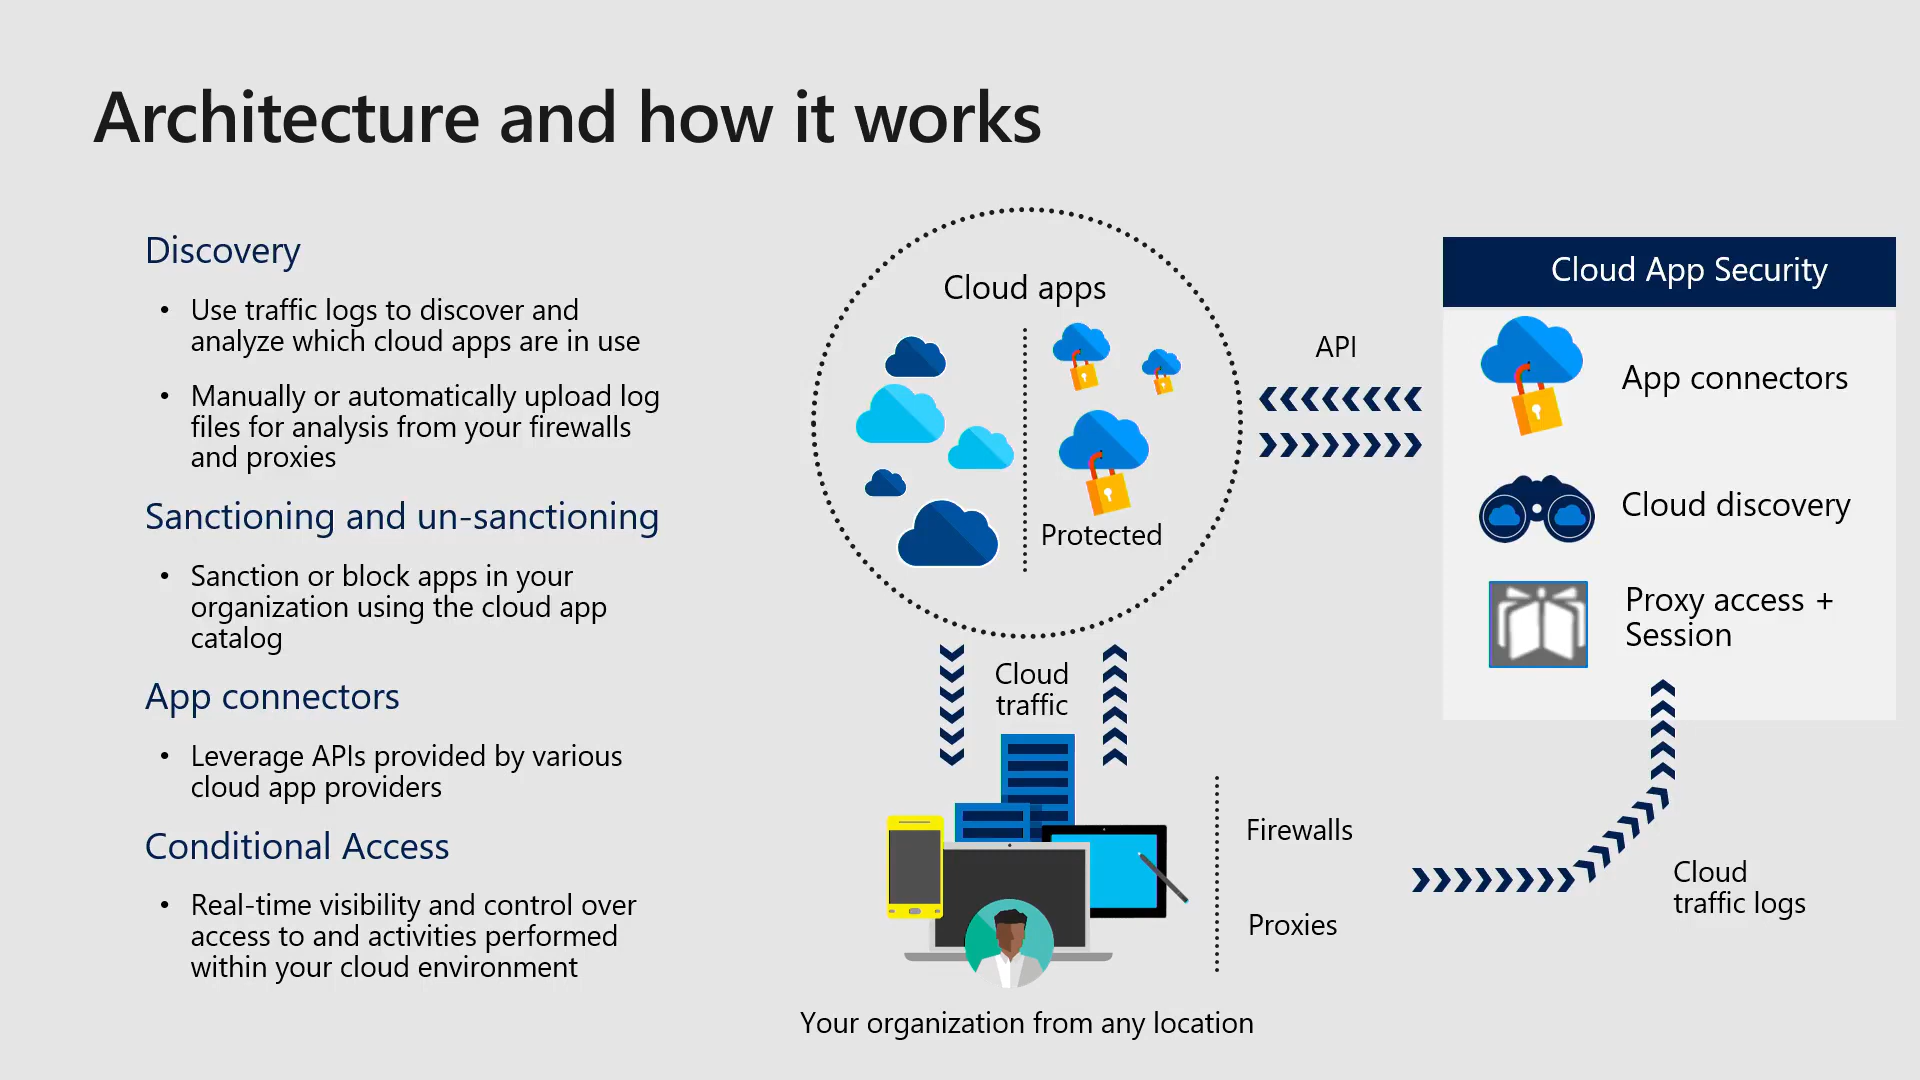 Architecture and how it works
Discovery
• Use traffic logs to discover and
analyze which cloud apps are in use
• Manually or automatically upload log
files for analysis from your firewalls
and proxies
Sanctioning and un-sanctioning
• Sanction or block apps in your
organization using the cloud app
catalog
App connectors
• Leverage APIs provided by various
cloud app providers
Conditional Access
• Real-time visibility and control over
access to and activities performed
within your cloud environment
Cloud apps
Protected
API
Cloud
traffic
Firewalls
Proxies
Your organization from any location
Cloud App Security
App connectors
Cloud discovery
Proxy access +
Session
Cloud
traffic logs